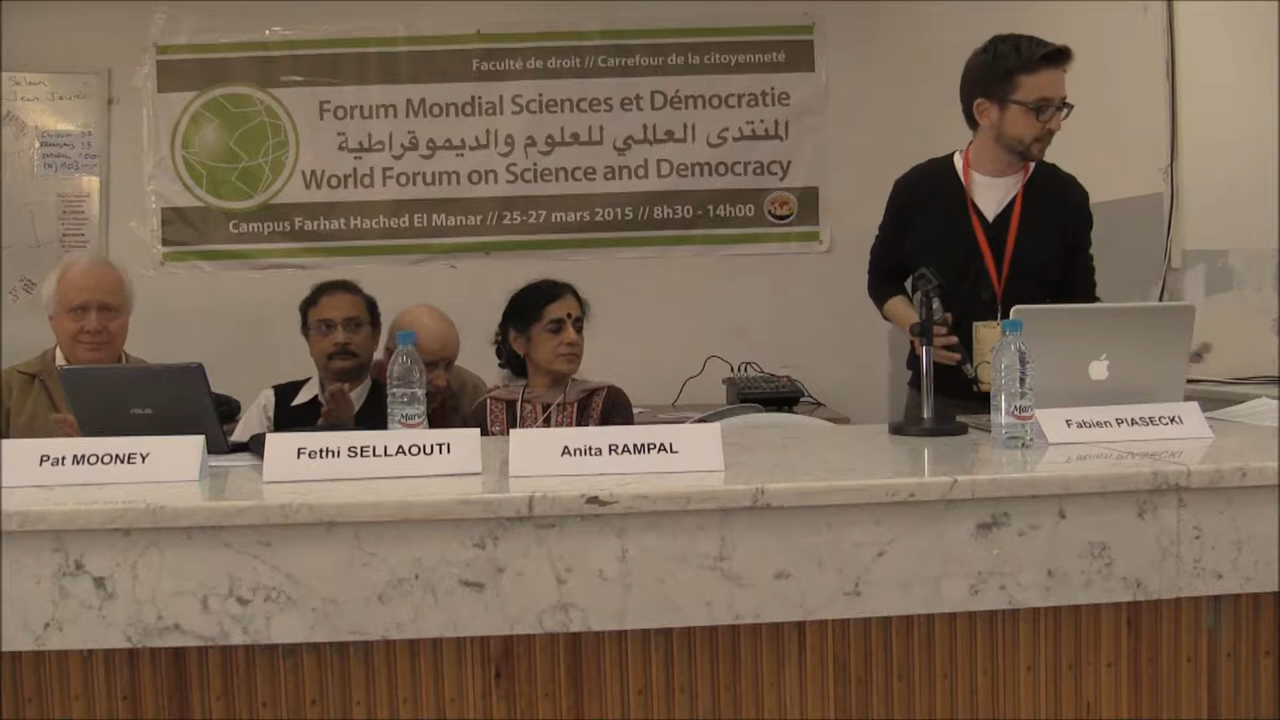 Faculté de droit // Carrefour de la citoyenneté
Forum Mondial Sciences et Démocratie
المنتدى العالمي للعلوم والديموقراطية
World Forum on Science and Democracy
Campus Farhat Hached El Manar // 25-27 mars 2015 // 8h30 - 14h00
Pat MOONEY
Fethi SELLAOUTI
Anita RAMPAL
Fabien PIASECKI
ASUS